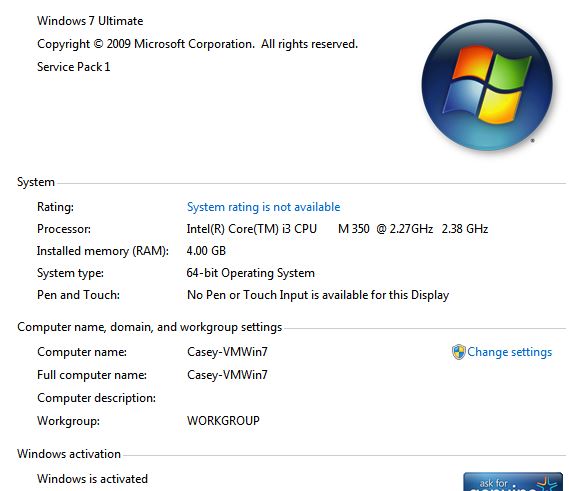 Windows 7 Ultimate
Copyright © 2009 Microsoft Corporation.  All rights reserved.
Service Pack 1
System
Rating: System rating is not available
Processor: Intel(R) Core(TM) i3 CPU       M 350  @ 2.27GHz   2.38 GHz
Installed memory (RAM): 4.00 GB
System type: 64-bit Operating System
Pen and Touch: No Pen or Touch Input is available for this Display
Computer name, domain, and workgroup settings
Computer name: Casey-VMWin7 Change settings
Full computer name: Casey-VMWin7
Computer description:
Workgroup: WORKGROUP
Windows activation
Windows is activated
ask for